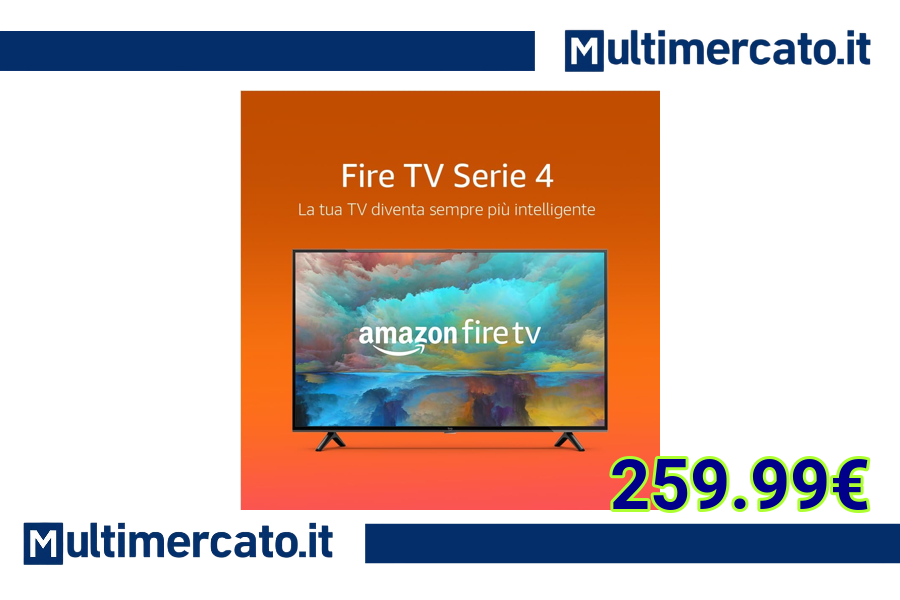 Multimercato.it
Fire TV Serie 4
La tua TV diventa sempre più intelligente
amazon fire tv
259.99€
Multimercato.it